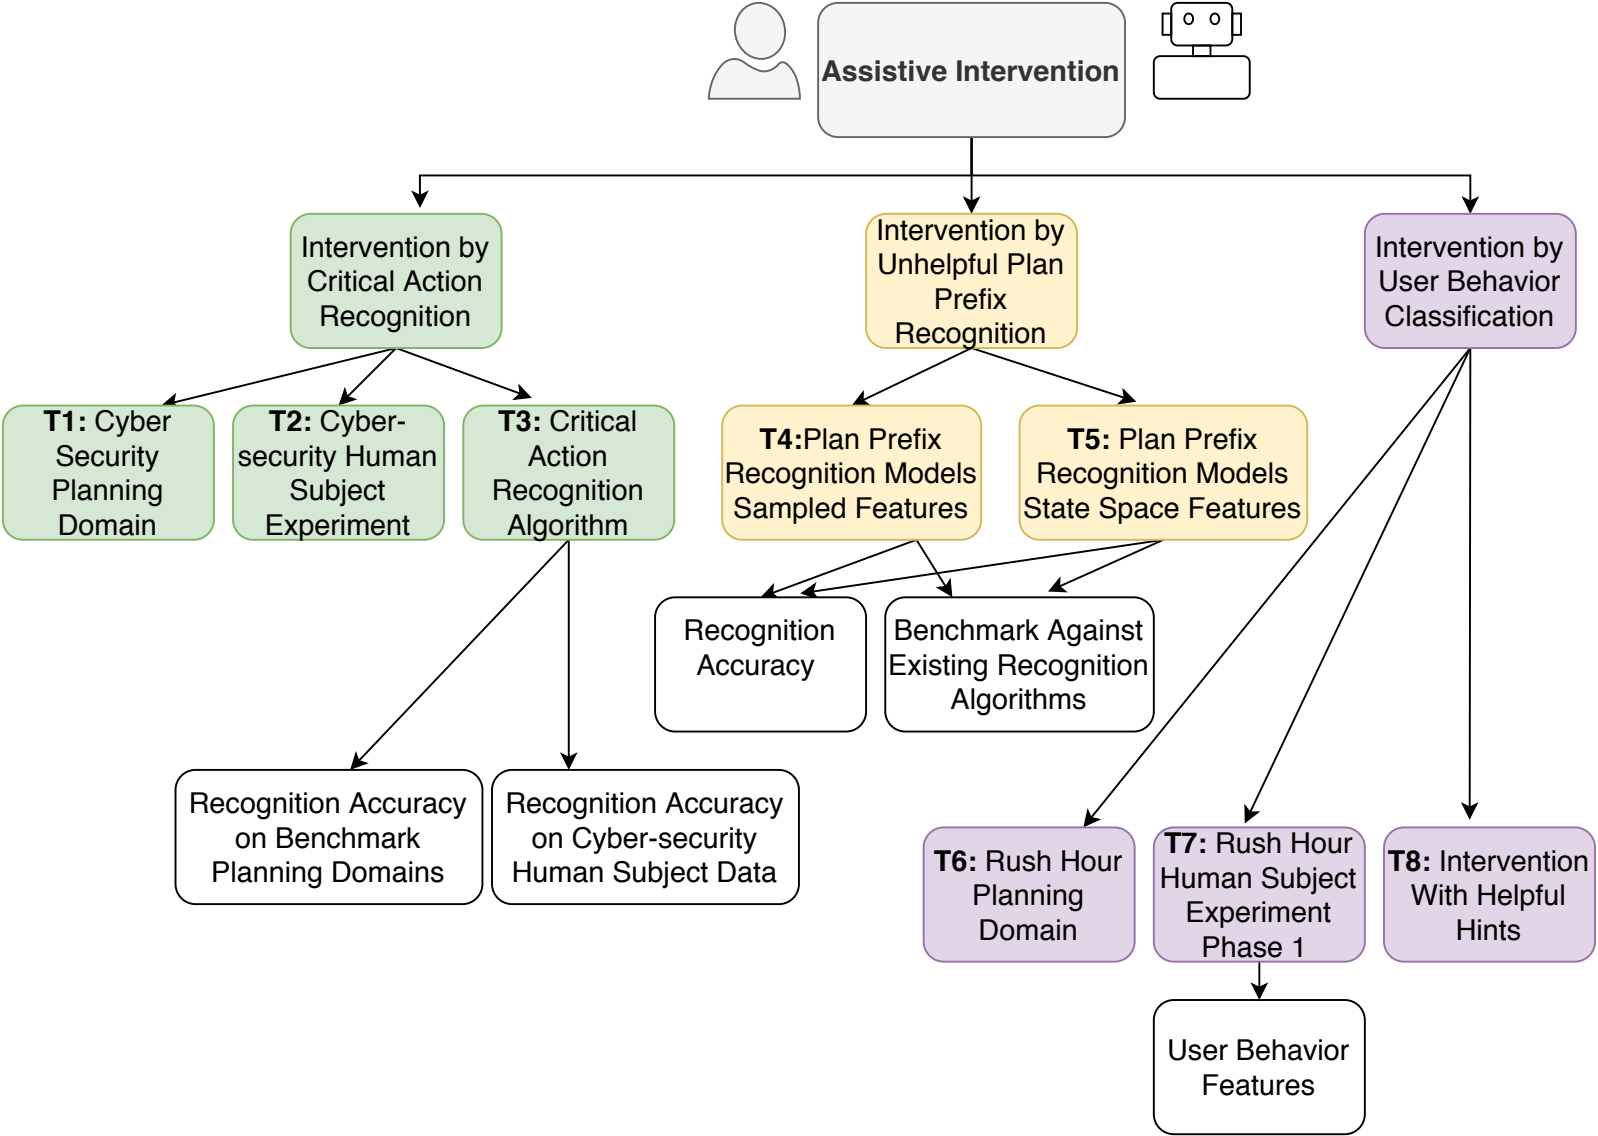 Assistive Intervention
Intervention by
Critical Action
Recognition
Intervention by
Unhelpful Plan
Prefix
Recognition
Intervention by
User Behavior
Classification
T1: Cyber
Security
Planning
Domain
T2: Cyber-
security Human
Subject
Experiment
T3: Critical
Action
Recognition
Algorithm
T4:Plan Prefix
Recognition Models
Sampled Features
T5: Plan Prefix
Recognition Models
State Space Features
Recognition
Accuracy
Benchmark Against
Existing Recognition
Algorithms
Recognition Accuracy
on Benchmark
Planning Domains
Recognition Accuracy
on Cyber-security
Human Subject Data
T6: Rush Hour
Planning
Domain
T7: Rush Hour
Human Subject
Experiment
Phase 1
T8: Intervention
With Helpful
Hints
User Behavior
Features